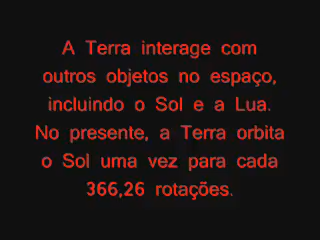 A Terra interage com
outros objetos no espaço,
incluindo o Sol e a Lua.
No presente, a Terra orbita
o Sol uma vez para cada
366,26 rotações.